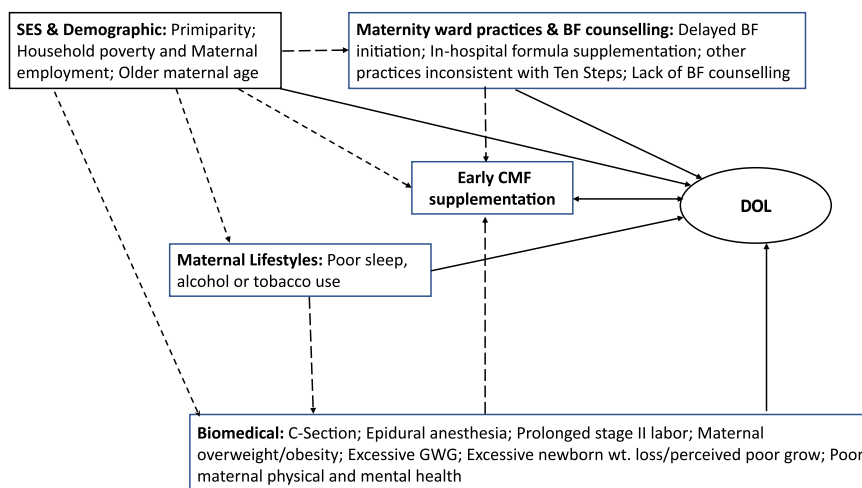 SES & Demographic: Primiparity;
Household poverty and Maternal
employment; Older maternal age
Maternity ward practices & BF counselling: Delayed BF
initiation; In-hospital formula supplementation; other
practices inconsistent with Ten Steps; Lack of BF counselling
Early CMF
supplementation
DOL
Maternal Lifestyles: Poor sleep,
alcohol or tobacco use
Biomedical: C-Section; Epidural anesthesia; Prolonged stage II labor; Maternal
overweight/obesity; Excessive GWG; Excessive newborn wt. loss/perceived poor grow; Poor
maternal physical and mental health